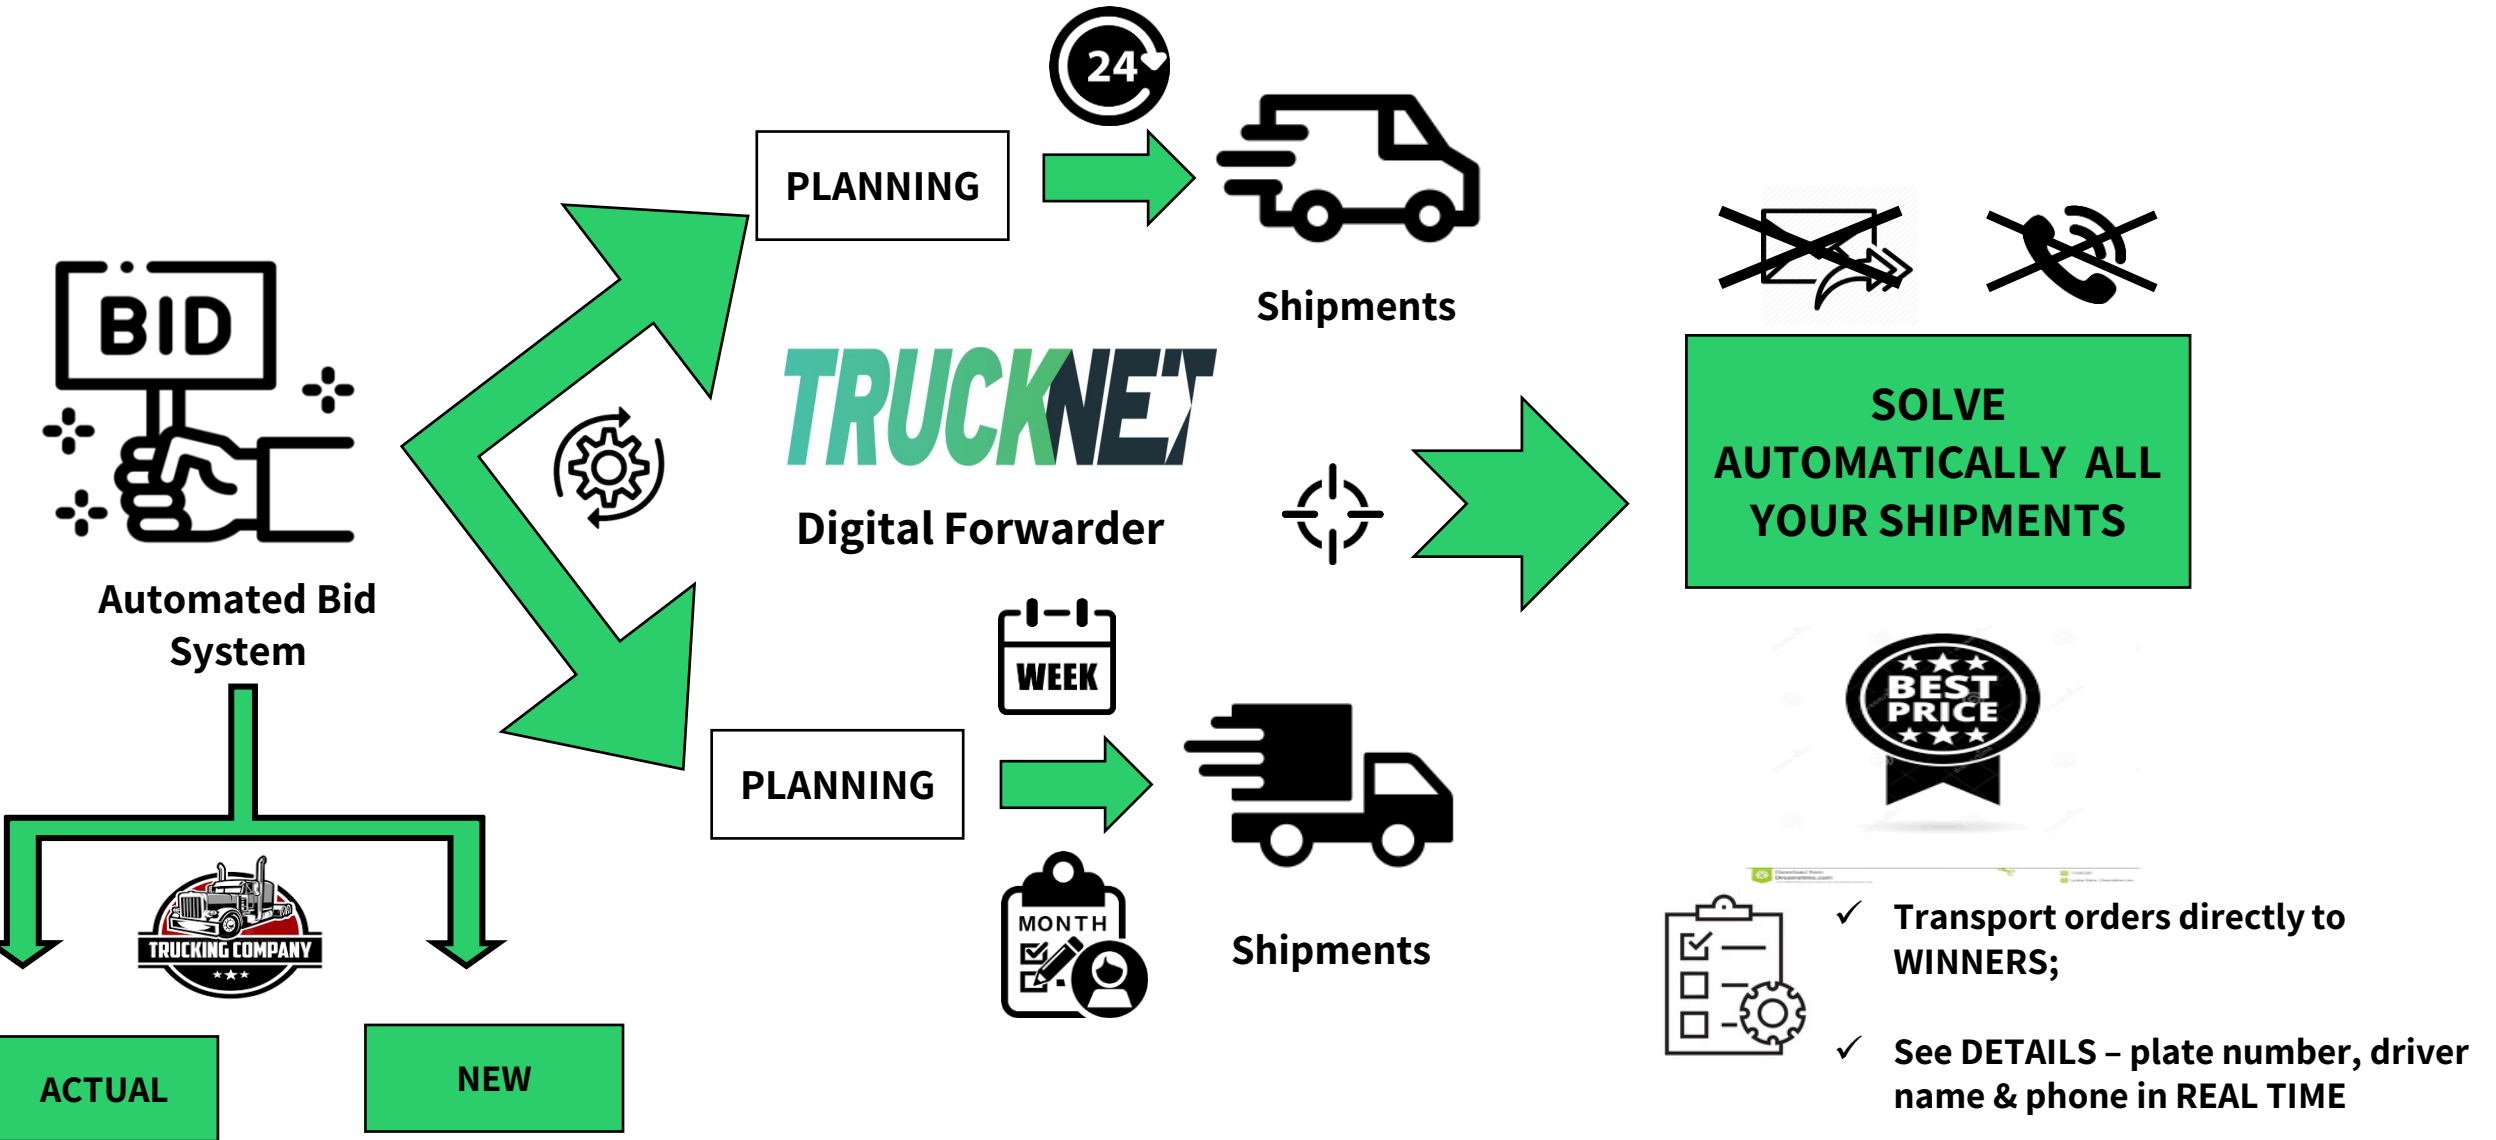 24
PLANNING
Shipments
BID
TRUCKNET
Digital Forwarder
Automated Bid
System
SOLVE
AUTOMATICALLY ALL
YOUR SHIPMENTS
WEEK
PLANNING
MONTH
Shipments
BEST
PRICE
TRUCKING COMPANY
ACTUAL
NEW
✓ Transport orders directly to
WINNERS;
✓ See DETAILS – plate number, driver
name & phone in REAL TIME